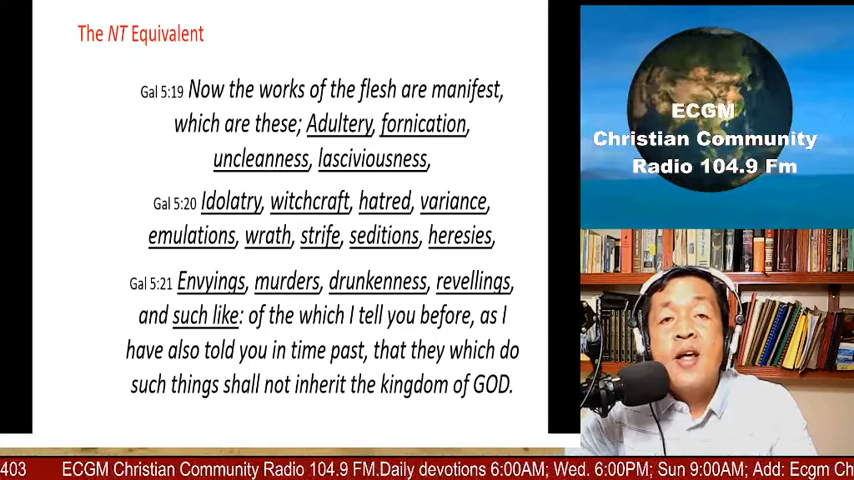 The NT Equivalent
Gal 5:19 Now the works of the flesh are manifest,
which are these; Adultery, fornication,
uncleanness, lasciviousness,
Gal 5:20 Idolatry, witchcraft, hatred, variance,
emulations, wrath, strife, seditions, heresies,
Gal 5:21 Envyings, murders, drunkenness, revellings,
and such like: of the which I tell you before, as I
have also told you in time past, that they which do
such things shall not inherit the kingdom of GOD.
ECGM
Christian Community
Radio 104.9 Fm
403 ECGM Christian Community Radio 104.9 FM.Daily devotions 6:00AM; Wed. 6:00PM; Sun 9:00AM; Add: Ecgm Ch